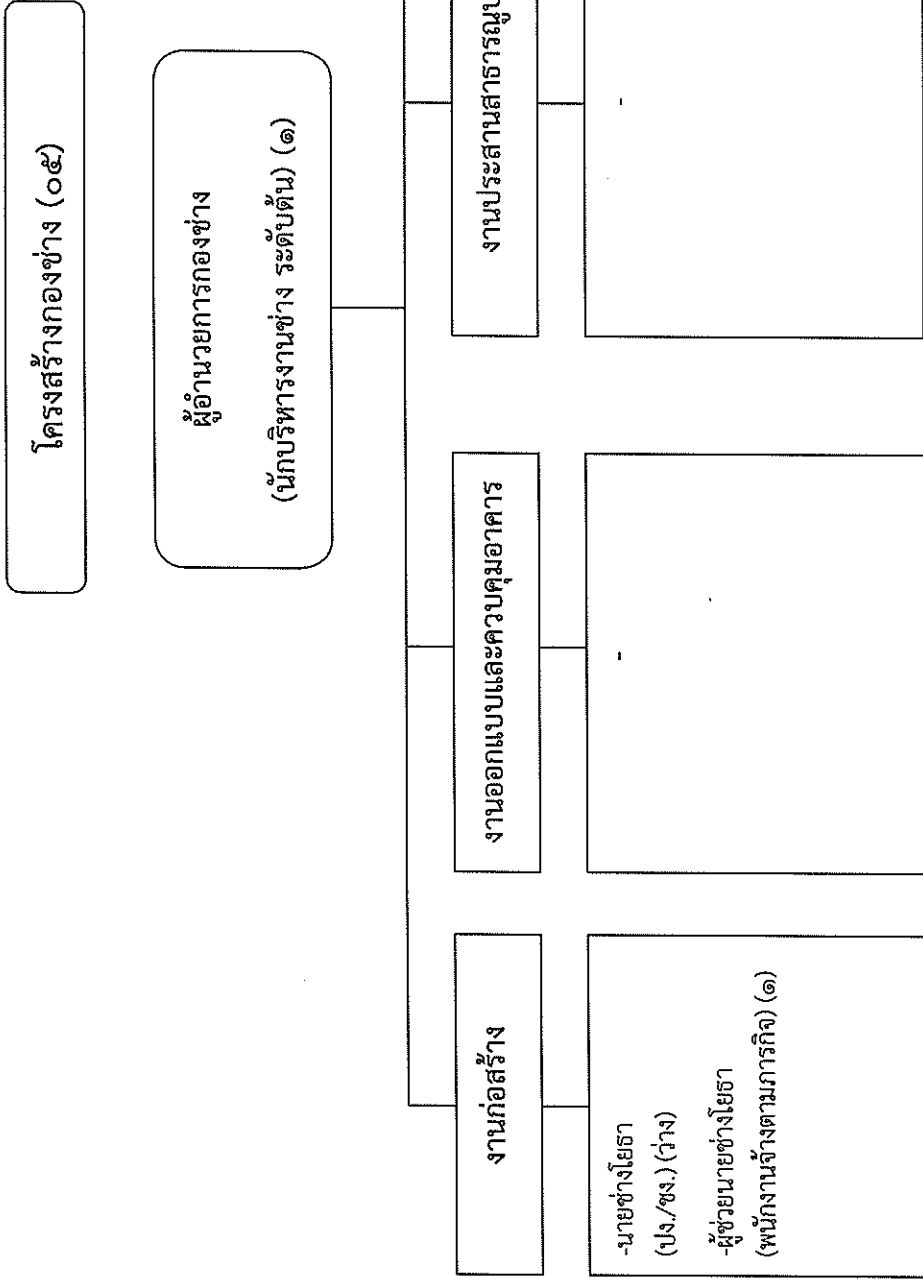 โครงสร้างกองช่าง (๐๕)
ผู้อำนวยการกองช่าง
(นักบริหารงานช่าง ระดับต้น) (๑)
งานก่อสร้าง
งานออกแบบและควบคุมอาคาร
งานประสานสาธารณูป
-นายช่างโยธา
(ปง./ชง.) (ว่าง)
-ผู้ช่วยนายช่างโยธา
(พนักงานจ้างตามภารกิจ) (๑)
-
-